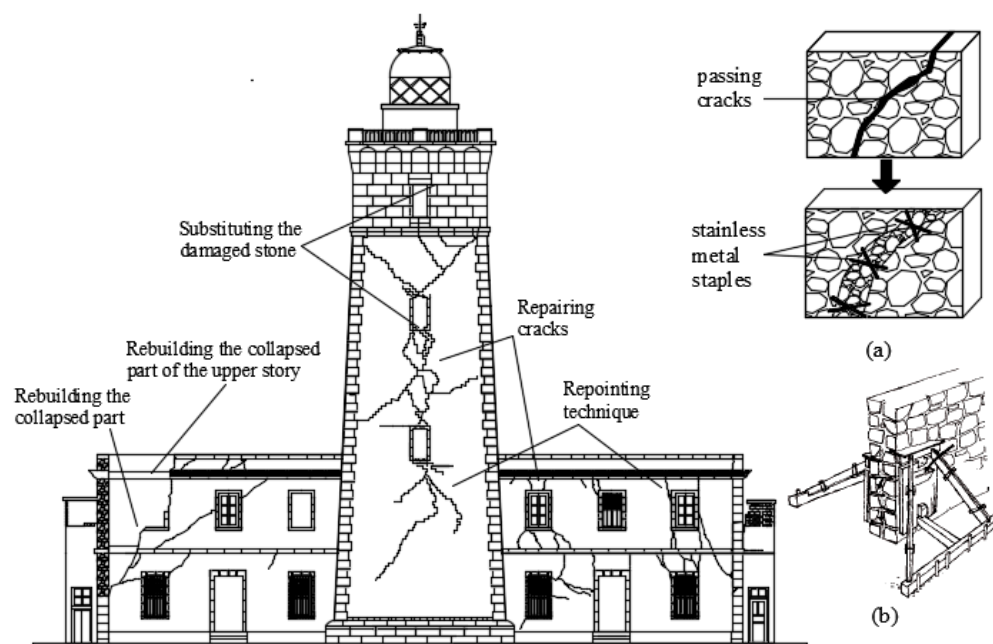 (a)
passing
cracks
stainless
metal
staples
(a)
Substituting the
damaged stone
Repairing
cracks
Rebuilding the collapsed
part of the upper story
Repointing
technique
Rebuilding the
collapsed part
(b)